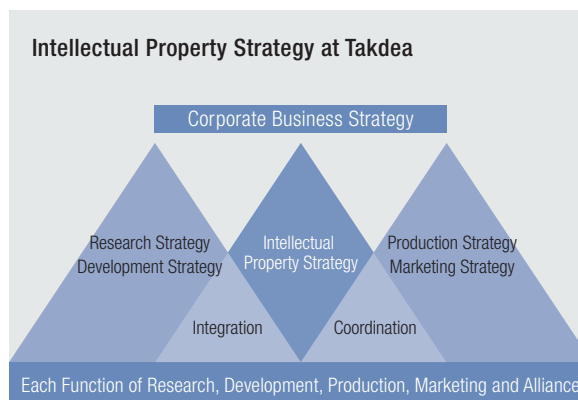 Intellectual Property Strategy at Takdea
Corporate Business Strategy
Research Strategy
Development Strategy
Intellectual
Property Strategy
Production Strategy
Marketing Strategy
Integration
Coordination
Each Function of Research, Development, Production, Marketing and Alliance